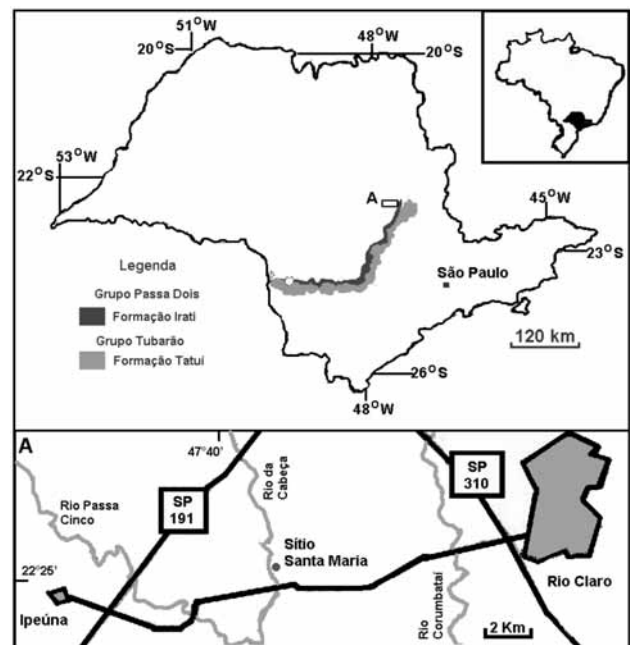 51°W
20°S
48°W
20°S
53°W
22°S
A
45°W
23°S
São Paulo
Legenda
Grupo Passa Dois
Formação Irati
Grupo Tubarão
Formação Tatuí
120 km
26°S
48°W
A
47°40'
Rio da
Cabeça
SP
191
SP
310
Rio Passa
Cinco
Sítio
Santa Maria
22°25'
Ipeúna
Rio
Corumbataí
Rio Claro
2 Km